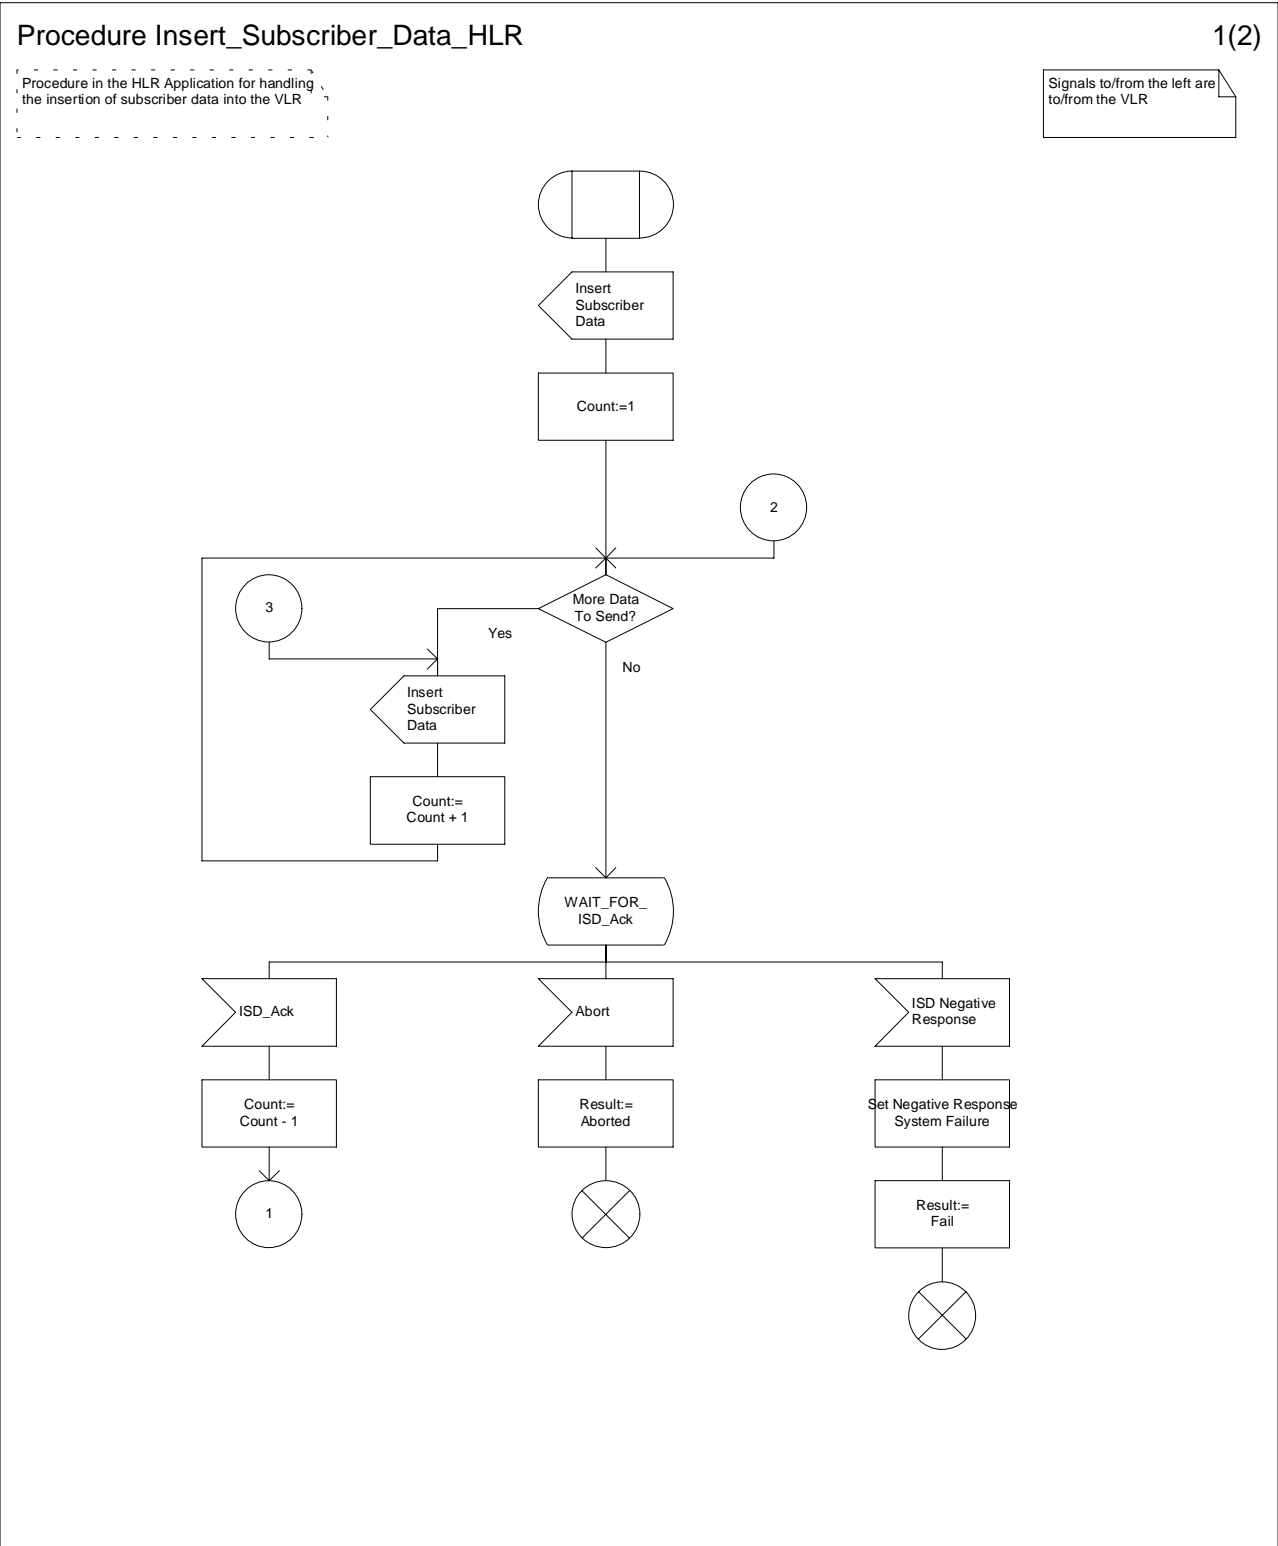 Procedure Insert_Subscriber_Data_HLR
1(2)
Procedure in the HLR Application for handling
the insertion of subscriber data into the VLR
Signals to/from the left are
to/from the VLR
Insert
Subscriber
Data
Count:=1
2
3
More Data
To Send?
Yes
No
Insert
Subscriber
Data
Count:=
Count + 1
WAIT_FOR_
ISD_Ack
ISD_Ack
Abort
ISD Negative
Response
Count:=
Count - 1
Result:=
Aborted
Set Negative Response
System Failure
1
Result:=
Fail